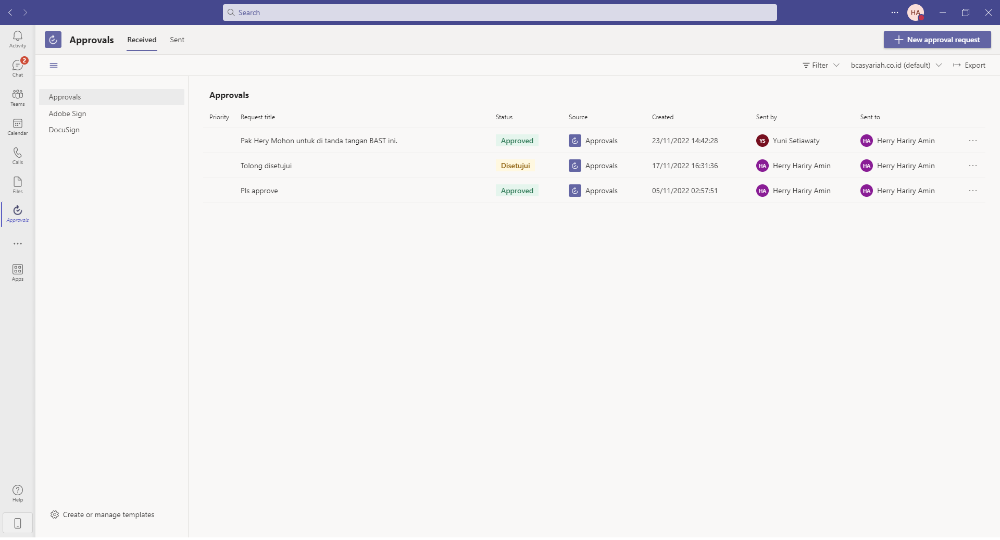 Search
HA
Activity
2
Chat
Teams
Calendar
Calls
Files
Approvals
Apps
Help
Approvals
Received
Sent
New approval request
Filter
bcasyariah.co.id (default)
Export
Approvals
Adobe Sign
DocuSign
Create or manage templates
Approvals
Priority Request title Status Source Created Sent by Sent to
Pak Hery Mohon untuk di tanda tangan BAST ini. Approved Approvals 23/11/2022 14:42:28 YS Yuni Setiawaty HA Herry Hariry Amin
Tolong disetujui Disetujui Approvals 17/11/2022 16:31:36 HA Herry Hariry Amin HA Herry Hariry Amin
Pls approve Approved Approvals 05/11/2022 02:57:51 HA Herry Hariry Amin HA Herry Hariry Amin